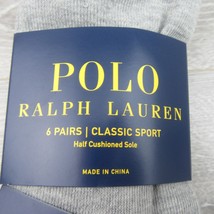 POLO
RALPH LAUREN
6 PAIRS | CLASSIC SPORT
Half Cushioned Sole
MADE IN CHINA